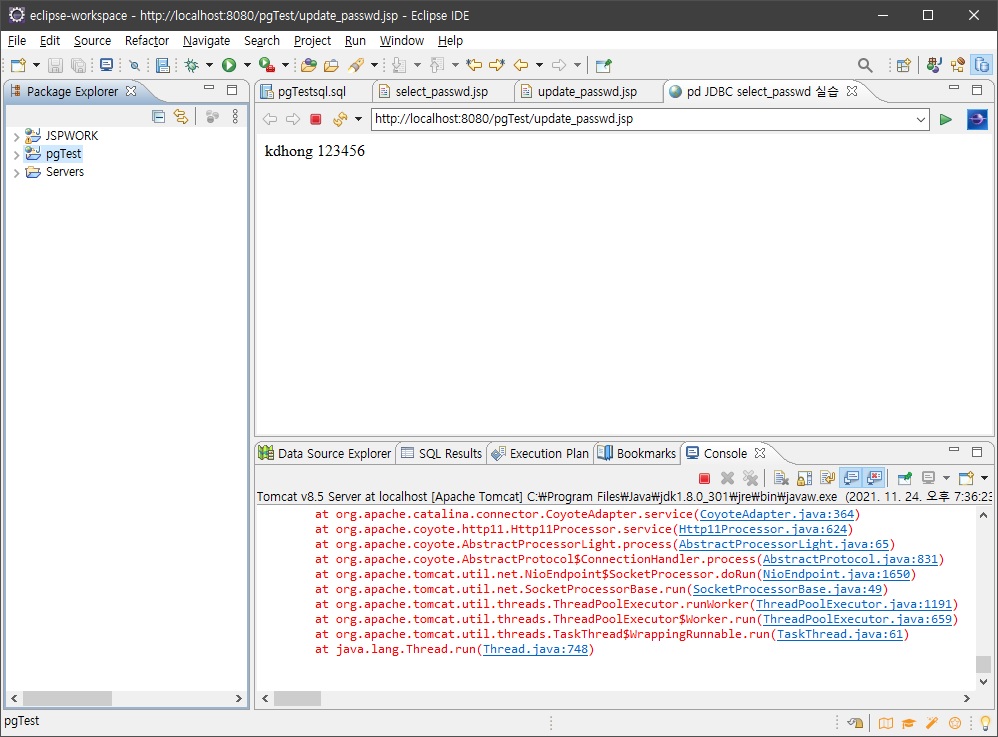 eclipse-workspace - http://localhost:8080/pgTest/update_passwd.jsp - Eclipse IDE
File Edit Source Refactor Navigate Search Project Run Window Help
Package Explorer
JSPWORK
pgTest
Servers
pgTestsql.sql select_passwd.jsp update_passwd.jsp pd JDBC select_passwd 실습
http://localhost:8080/pgTest/update_passwd.jsp
kdhong 123456
Data Source Explorer SQL Results Execution Plan Bookmarks Console
Tomcat v8.5 Server at localhost [Apache Tomcat] C:₩Program Files₩Java₩jdk1.8.0_301₩jre₩bin₩javaw.exe (2021. 11. 24. 오후 7:36:23
at org.apache.catalina.connector.CoyoteAdapter.service(CoyoteAdapter.java:364)
at org.apache.coyote.http11.Http11Processor.service(Http11Processor.java:624)
at org.apache.coyote.AbstractProcessorLight.process(AbstractProcessorLight.java:65)
at org.apache.coyote.AbstractProtocol$ConnectionHandler.process(AbstractProtocol.java:831)
at org.apache.tomcat.util.net.NioEndpoint$SocketProcessor.doRun(NioEndpoint.java:1650)
at org.apache.tomcat.util.net.SocketProcessorBase.run(SocketProcessorBase.java:49)
at org.apache.tomcat.util.threads.ThreadPoolExecutor.runWorker(ThreadPoolExecutor.java:1191)
at org.apache.tomcat.util.threads.ThreadPoolExecutor$Worker.run(ThreadPoolExecutor.java:659)
at org.apache.tomcat.util.threads.TaskThread$WrappingRunnable.run(TaskThread.java:61)
at java.lang.Thread.run(Thread.java:748)
pgTest